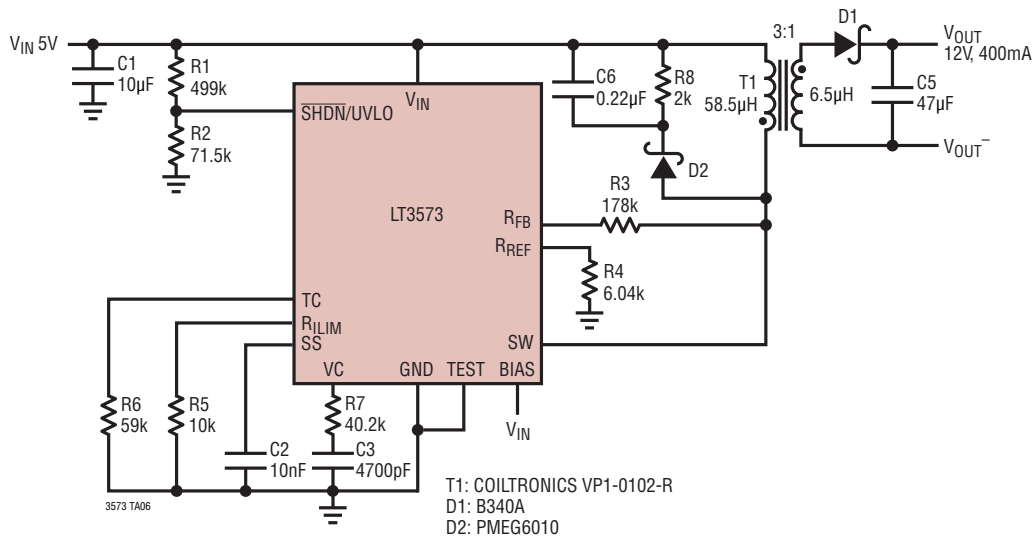 VIN 5V
C1
10µF
R1
499k
R2
71.5k
SHDN/UVLO
VIN
C6
0.22µF
R8
2k
D2
T1
58.5µH
3:1
6.5µH
D1
VOUT
12V, 400mA
C5
47µF
VOUT–
LT3573
RFB
R3
178k
RREF
R4
6.04k
TC
RILIM
SS
SW
VC
GND
TEST
BIAS
VIN
R6
59k
R5
10k
C2
10nF
R7
40.2k
C3
4700pF
3573 TA06
T1: COILTRONICS VP1-0102-R
D1: B340A
D2: PMEG6010